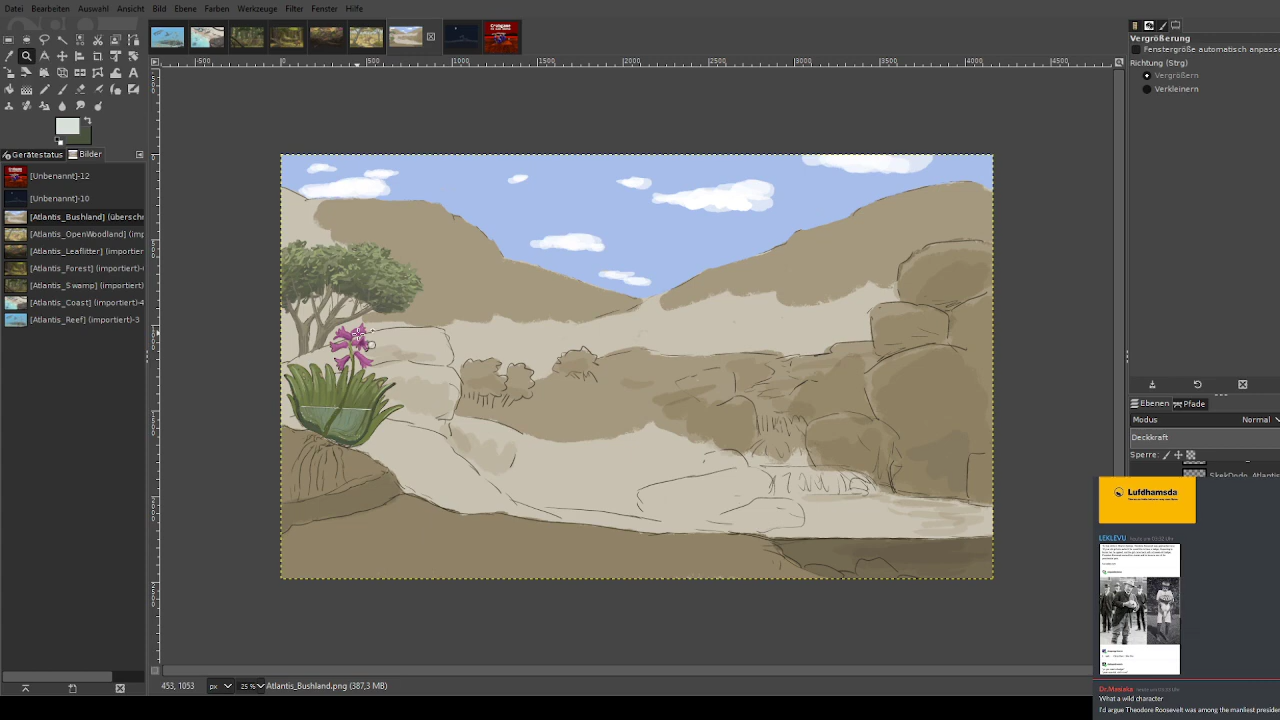 Datei Bearbeiten Auswahl Ansicht Bild Ebene Farben Werkzeuge Filter Fenster Hilfe
Vergrößerung
Fenstergröße automatisch anpass
Richtung (Strg)
Vergrößern
Verkleinern
-500 0 500 1000 1500 2000 2500 3000 3500 4000 4500
Gerätestatus Bilder
[Unbenannt]-12
[Unbenannt]-10
[Atlantis_Bushland] (überschr
[Atlantis_OpenWoodland] (imp
[Atlantis_Leaflitter] (importier
[Atlantis_Forest] (importiert)-
[Atlantis_Swamp] (importiert)
[Atlantis_Coast] (importiert)-4
[Atlantis_Reef] (importiert)-3
Ebenen Pfade
Modus Normal
Deckkraft
Sperre:
Lufdhamsda
LEKLEVU
Dr.Mesaka
What a wild character
I'd argue Theodore Roosevelt was among the manliest preside
453, 1053 px 25 % Atlantis_Bushland.png (387,3 MB)